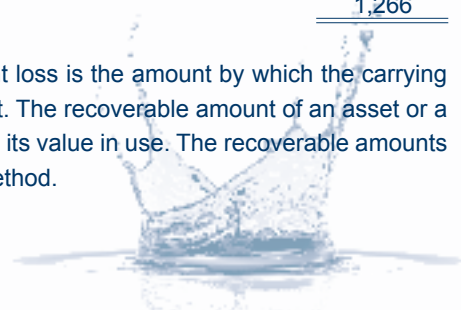 1,266
t loss is the amount by which the carrying
t. The recoverable amount of an asset or a
its value in use. The recoverable amounts
ethod.